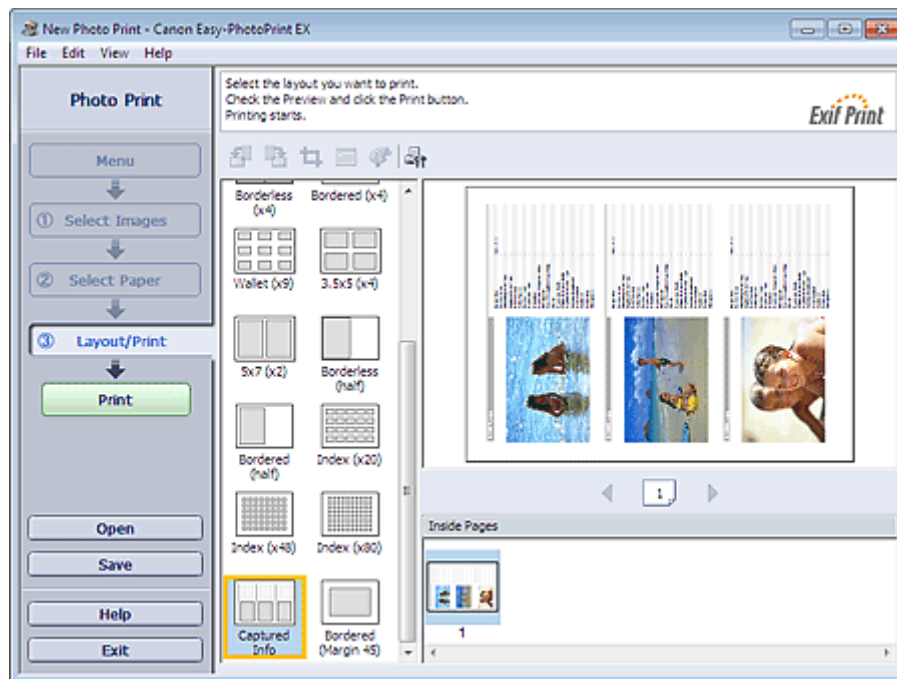 New Photo Print - Canon Easy-PhotoPrint EX
File Edit View Help
Photo Print
Menu
① Select Images
② Select Paper
③ Layout/Print
Print
Open
Save
Help
Exit
Select the layout you want to print.
Check the Preview and click the Print button.
Printing starts.
Exif Print
Borderless
(x4)
Bordered (x4)
Wallet (x9)
3.5x5 (x4)
5x7 (x2)
Borderless
(half)
Bordered
(half)
Index (x20)
Index (x48)
Index (x80)
Captured
Info
Bordered
(Margin 45)
1
Inside Pages
1